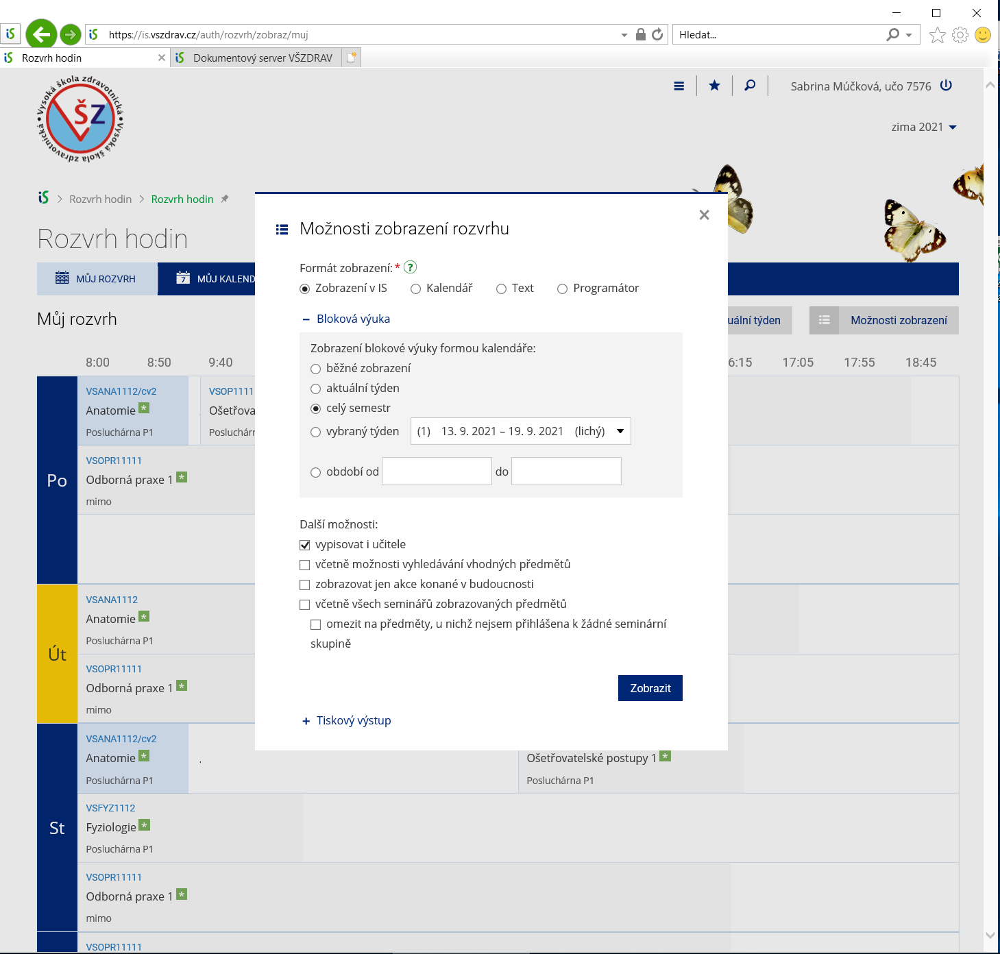 https://is.vszdrav.cz/auth/rozvrh/zobraz/muj
Hledat...
Rozvrh hodin
Dokumentový server VŠZDRAV
Vysoká škola zdravotnická • Vysoká škola zdravotnická •
VŠZ
Sabrina Múčková, učo 7576
zima 2021
Rozvrh hodin
Rozvrh hodin
Rozvrh hodin
MŮJ ROZVRH
7
MŮJ KALEND
Můj rozvrh
uální týden
Možnosti zobrazení
8:00 8:50 9:40
6:15 17:05 17:55 18:45
Možnosti zobrazení rozvrhu
Formát zobrazení: * ?
Zobrazení v IS
Kalendář
Text
Programátor
− Bloková výuka
Zobrazení blokové výuky formou kalendáře:
běžné zobrazení
aktuální týden
celý semestr
vybraný týden (1) 13. 9. 2021 – 19. 9. 2021 (lichý)
období od
do
Další možnosti:
vypisovat i učitele
včetně možnosti vyhledávání vhodných předmětů
zobrazovat jen akce konané v budoucnosti
včetně všech seminářů zobrazovaných předmětů
omezit na předměty, u nichž nejsem přihlášena k žádné seminární
skupině
Zobrazit
+ Tiskový výstup
Po
VSANA1112/cv2
Anatomie *
Posluchárna P1
VSOP1111
Ošetřova
Posluchárn
VSOPR11111
Odborná praxe 1 *
mimo
Út
VSANA1112
Anatomie *
Posluchárna P1
VSOPR11111
Odborná praxe 1 *
mimo
St
VSANA1112/cv2
Anatomie *
Posluchárna P1
.
Ošetřovatelské postupy 1 *
Posluchárna P1
VSFYZ1112
Fyziologie *
Posluchárna P1
VSOPR11111
Odborná praxe 1 *
mimo
VSOPR11111